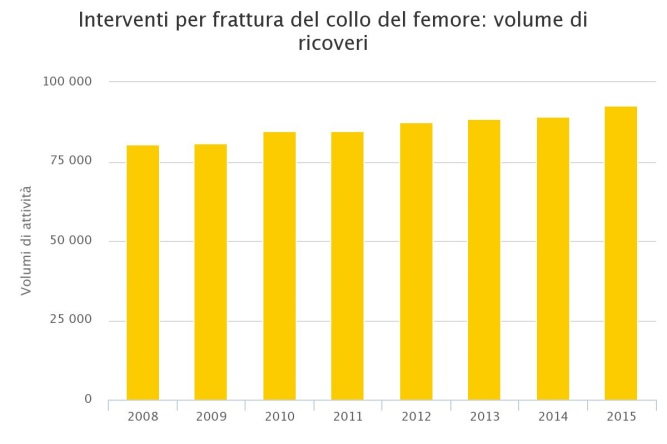 Interventi per frattura del collo del femore: volume di
ricoveri
100 000
75 000
50 000
25 000
0
Volumi di attività
2008 2009 2010 2011 2012 2013 2014 2015